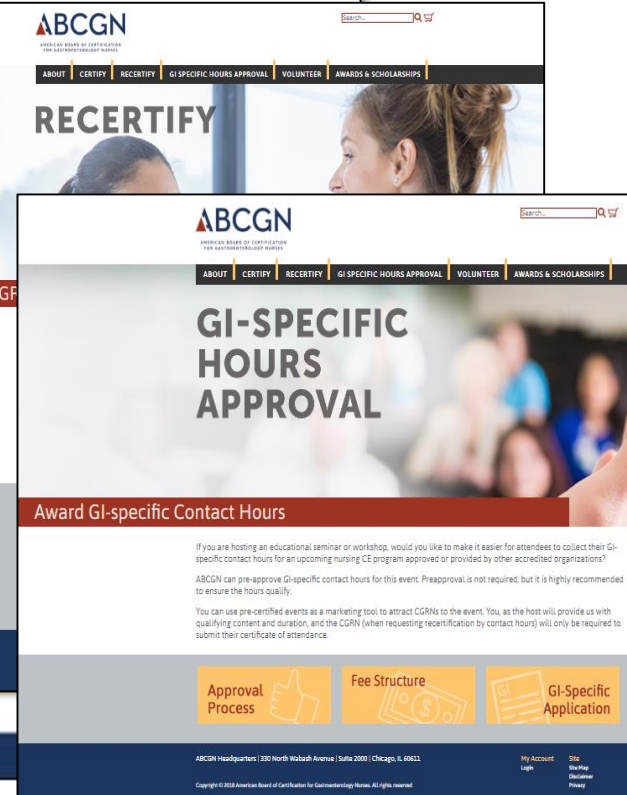 ABCGN
AMERICAN BOARD OF CERTIFICATION
FOR GASTROENTEROLOGY NURSES
Search...
ABOUT CERTIFY RECERTIFY GI SPECIFIC HOURS APPROVAL VOLUNTEER AWARDS & SCHOLARSHIPS
RECERTIFY
ABCGN
AMERICAN BOARD OF CERTIFICATION
FOR GASTROENTEROLOGY NURSES
Search...
ABOUT CERTIFY RECERTIFY GI SPECIFIC HOURS APPROVAL VOLUNTEER AWARDS & SCHOLARSHIPS
GI-SPECIFIC
HOURS
APPROVAL
Award GI-specific Contact Hours
If you are hosting an educational seminar or workshop, would you like to make it easier for attendees to collect their GI-
specific contact hours for an upcoming nursing CE program approved or provided by other accredited organizations?
ABCGN can pre-approve GI-specific contact hours for this event. Preapproval is not required, but it is highly recommended
to ensure the hours qualify.
You can use pre-certified events as a marketing tool to attract CGRNs to the event. You, as the host will provide us with
qualifying content and duration, and the CGRN (when requesting recertification by contact hours) will only be required to
submit their certificate of attendance.
Approval
Process
Fee Structure
GI
GI-Specific
Application
ABCGN Headquarters | 330 North Wabash Avenue | Suite 2000 | Chicago, IL 60611
My Account
Login
Site
Site Map
Disclaimer
Privacy
Copyright © 2018 American Board of Certification for Gastroenterology Nurses. All rights reserved